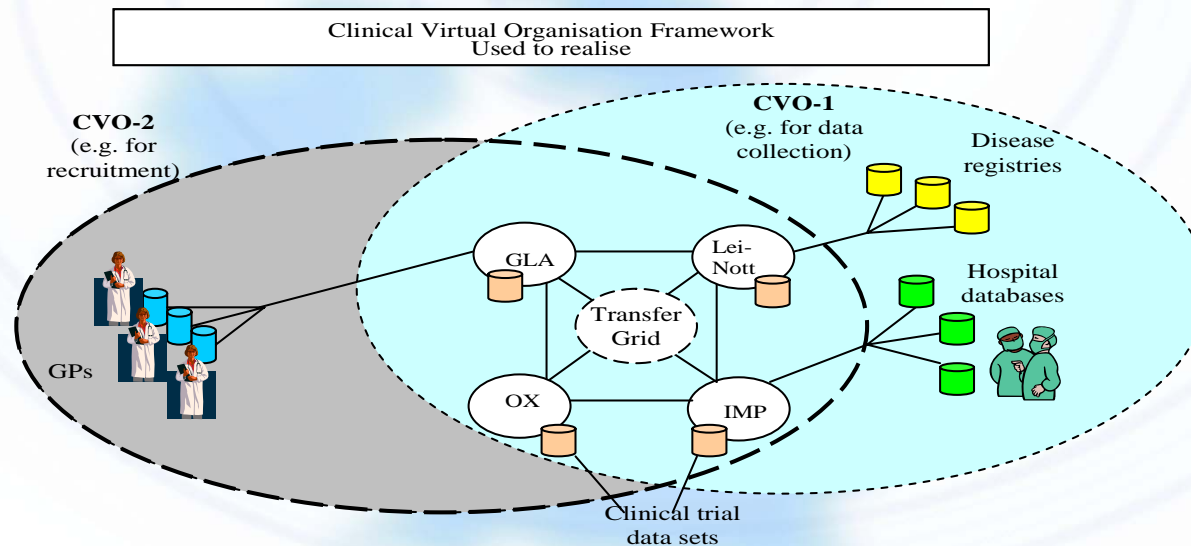 Clinical Virtual Organisation Framework
Used to realise
CVO-2
(e.g. for
recruitment)
CVO-1
(e.g. for data
collection)
Disease
registries
GLA
Lei-
Nott
Transfer
Grid
Hospital
databases
GPs
OX
IMP
Clinical trial
data sets